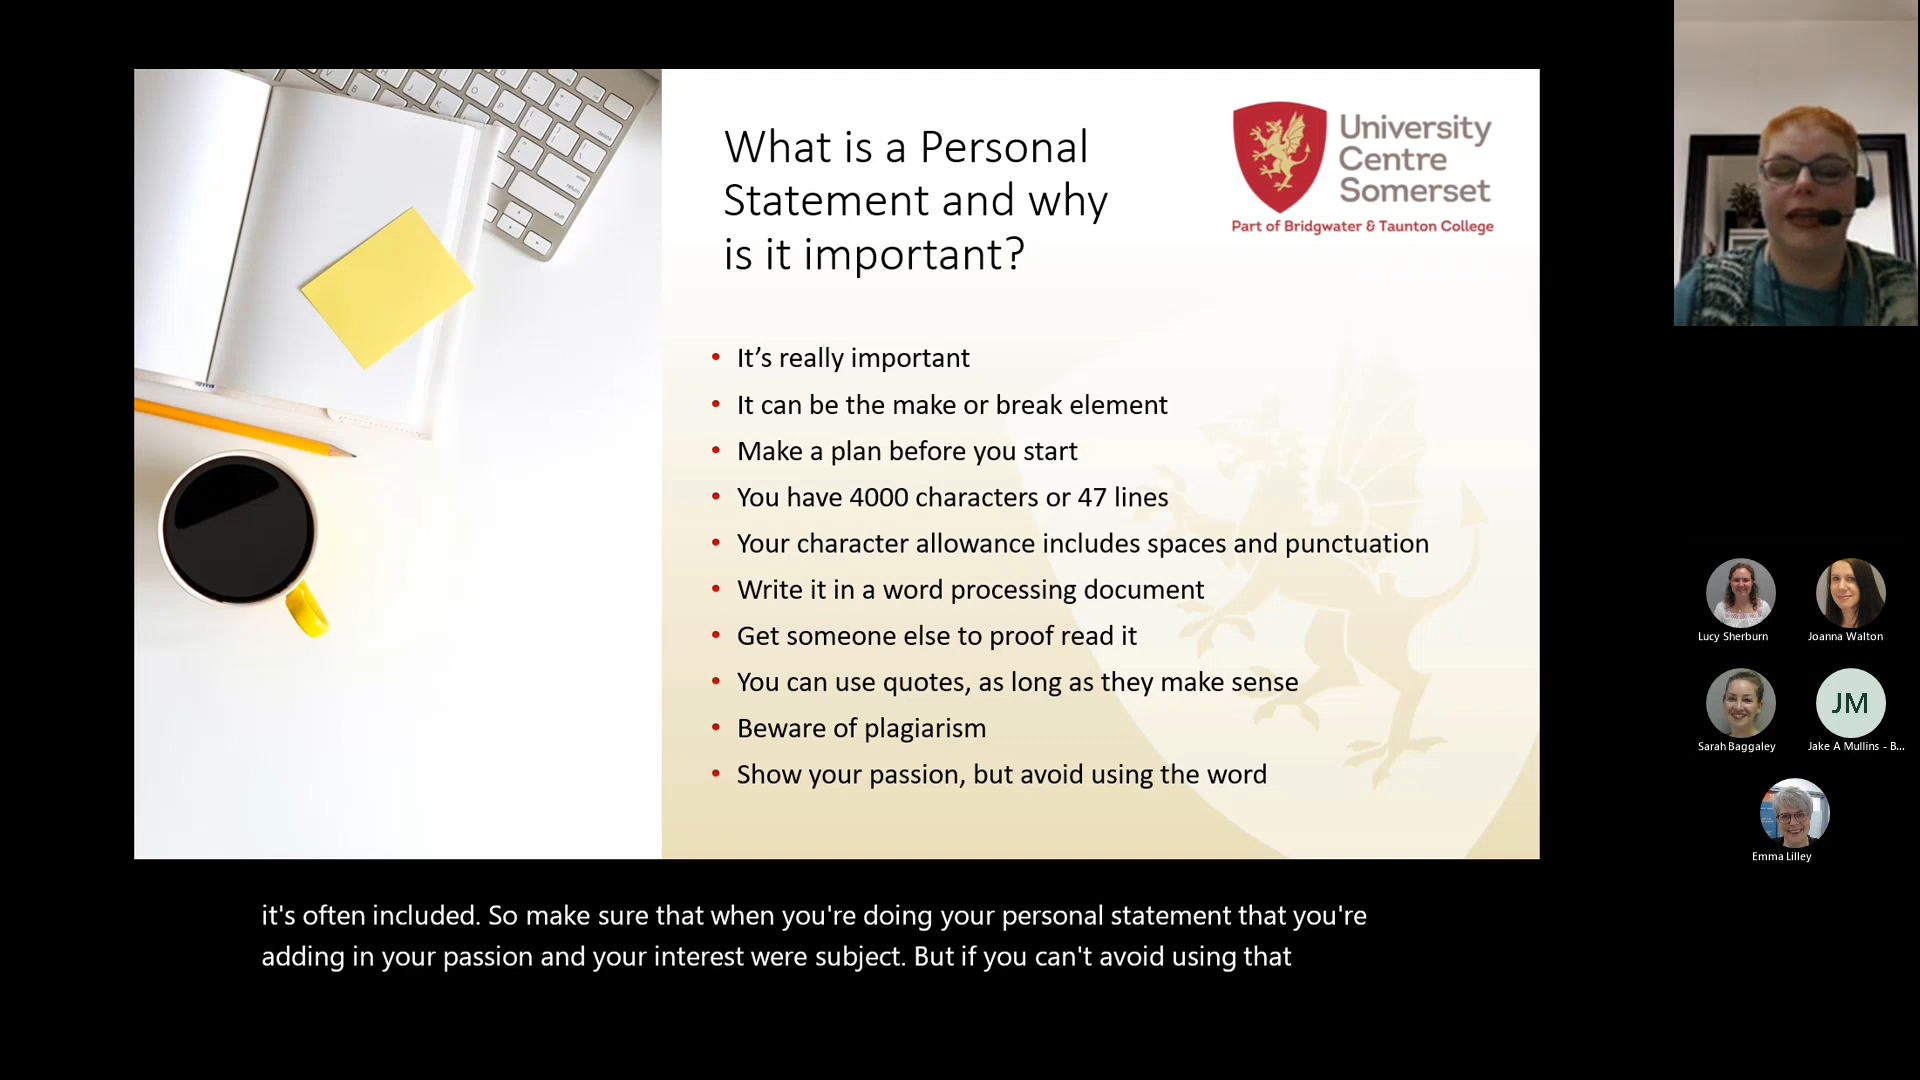 What is a Personal
Statement and why
is it important?
University
Centre
Somerset
Part of Bridgwater & Taunton College
• It’s really important
• It can be the make or break element
• Make a plan before you start
• You have 4000 characters or 47 lines
• Your character allowance includes spaces and punctuation
• Write it in a word processing document
• Get someone else to proof read it
• You can use quotes, as long as they make sense
• Beware of plagiarism
• Show your passion, but avoid using the word
Lucy Sherburn
Joanna Walton
Sarah Baggaley
JM
Jake A Mullins - B...
Emma Lilley
it's often included. So make sure that when you're doing your personal statement that you're
adding in your passion and your interest were subject. But if you can't avoid using that